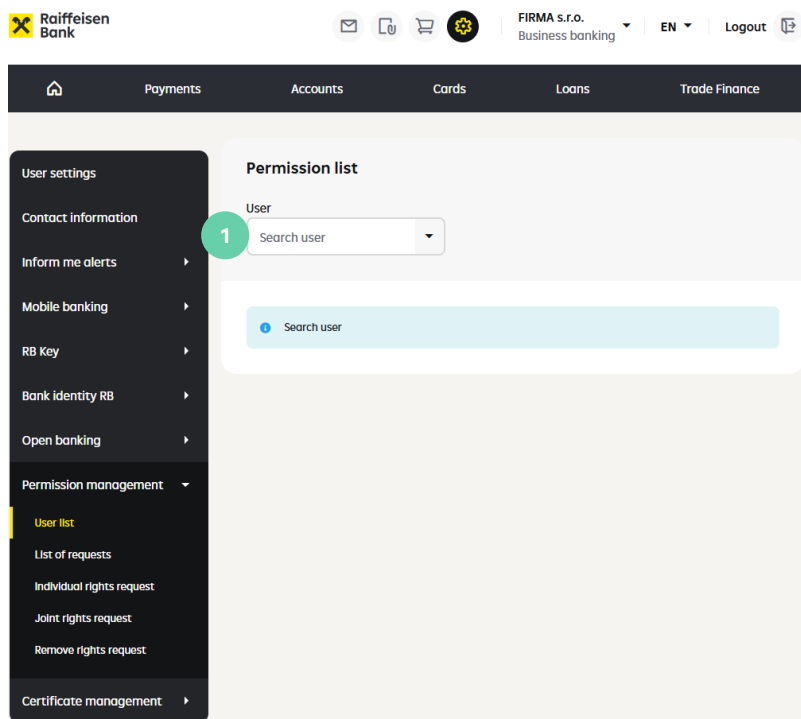 Raiffeisen
Bank
FIRMA s.r.o.
Business banking
EN
Logout
Payments
Accounts
Cards
Loans
Trade Finance
User settings
Contact information
Inform me alerts
Mobile banking
RB Key
Bank identity RB
Open banking
Permission management
User list
List of requests
Individual rights request
Joint rights request
Remove rights request
Certificate management
Permission list
User
1
Search user
Search user